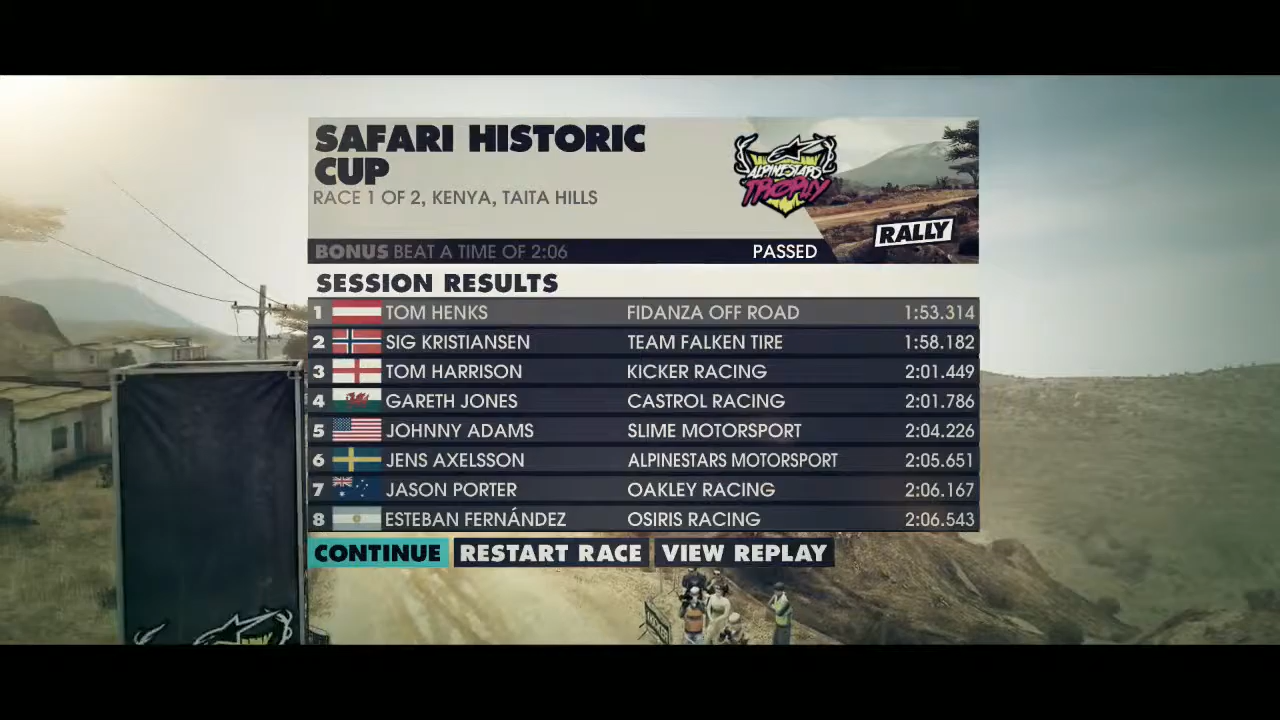 SAFARI HISTORIC
CUP
RACE 1 OF 2, KENYA, TAITA HILLS
ALPINESTARS
TROPHY
RALLY
BONUS BEAT A TIME OF 2:06 PASSED
SESSION RESULTS
1 TOM HENKS FIDANZA OFF ROAD 1:53.314
2 SIG KRISTIANSEN TEAM FALKEN TIRE 1:58.182
3 TOM HARRISON KICKER RACING 2:01.449
4 GARETH JONES CASTROL RACING 2:01.786
5 JOHNNY ADAMS SLIME MOTORSPORT 2:04.226
6 JENS AXELSSON ALPINESTARS MOTORSPORT 2:05.651
7 JASON PORTER OAKLEY RACING 2:06.167
8 ESTEBAN FERNÁNDEZ OSIRIS RACING 2:06.543
CONTINUE RESTART RACE VIEW REPLAY